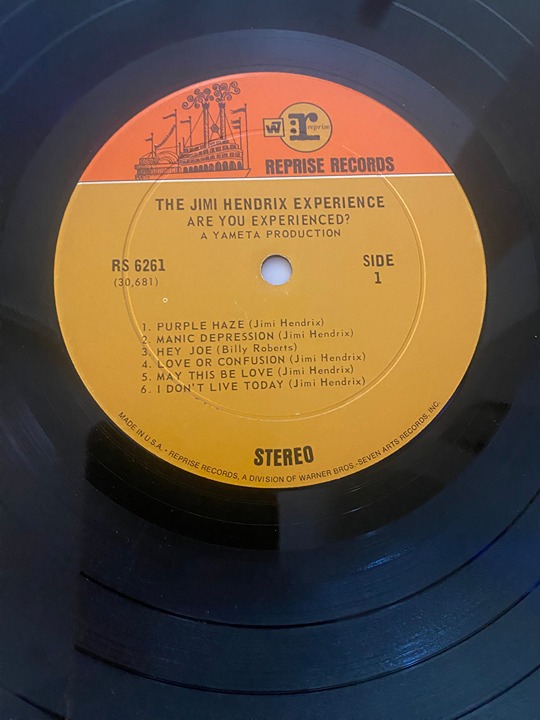 W7
r: reprise
REPRISE RECORDS
THE JIMI HENDRIX EXPERIENCE
ARE YOU EXPERIENCED?
A YAMETA PRODUCTION
RS 6261
(30,681)
SIDE
1
1. PURPLE HAZE (Jimi Hendrix)
2. MANIC DEPRESSION (Jimi Hendrix)
3. HEY JOE (Billy Roberts)
4. LOVE OR CONFUSION (Jimi Hendrix)
5. MAY THIS BE LOVE (Jimi Hendrix)
6. I DON'T LIVE TODAY (Jimi Hendrix)
STEREO
MADE IN U.S.A. • REPRISE RECORDS, A DIVISION OF WARNER BROS.-SEVEN ARTS RECORDS, INC.